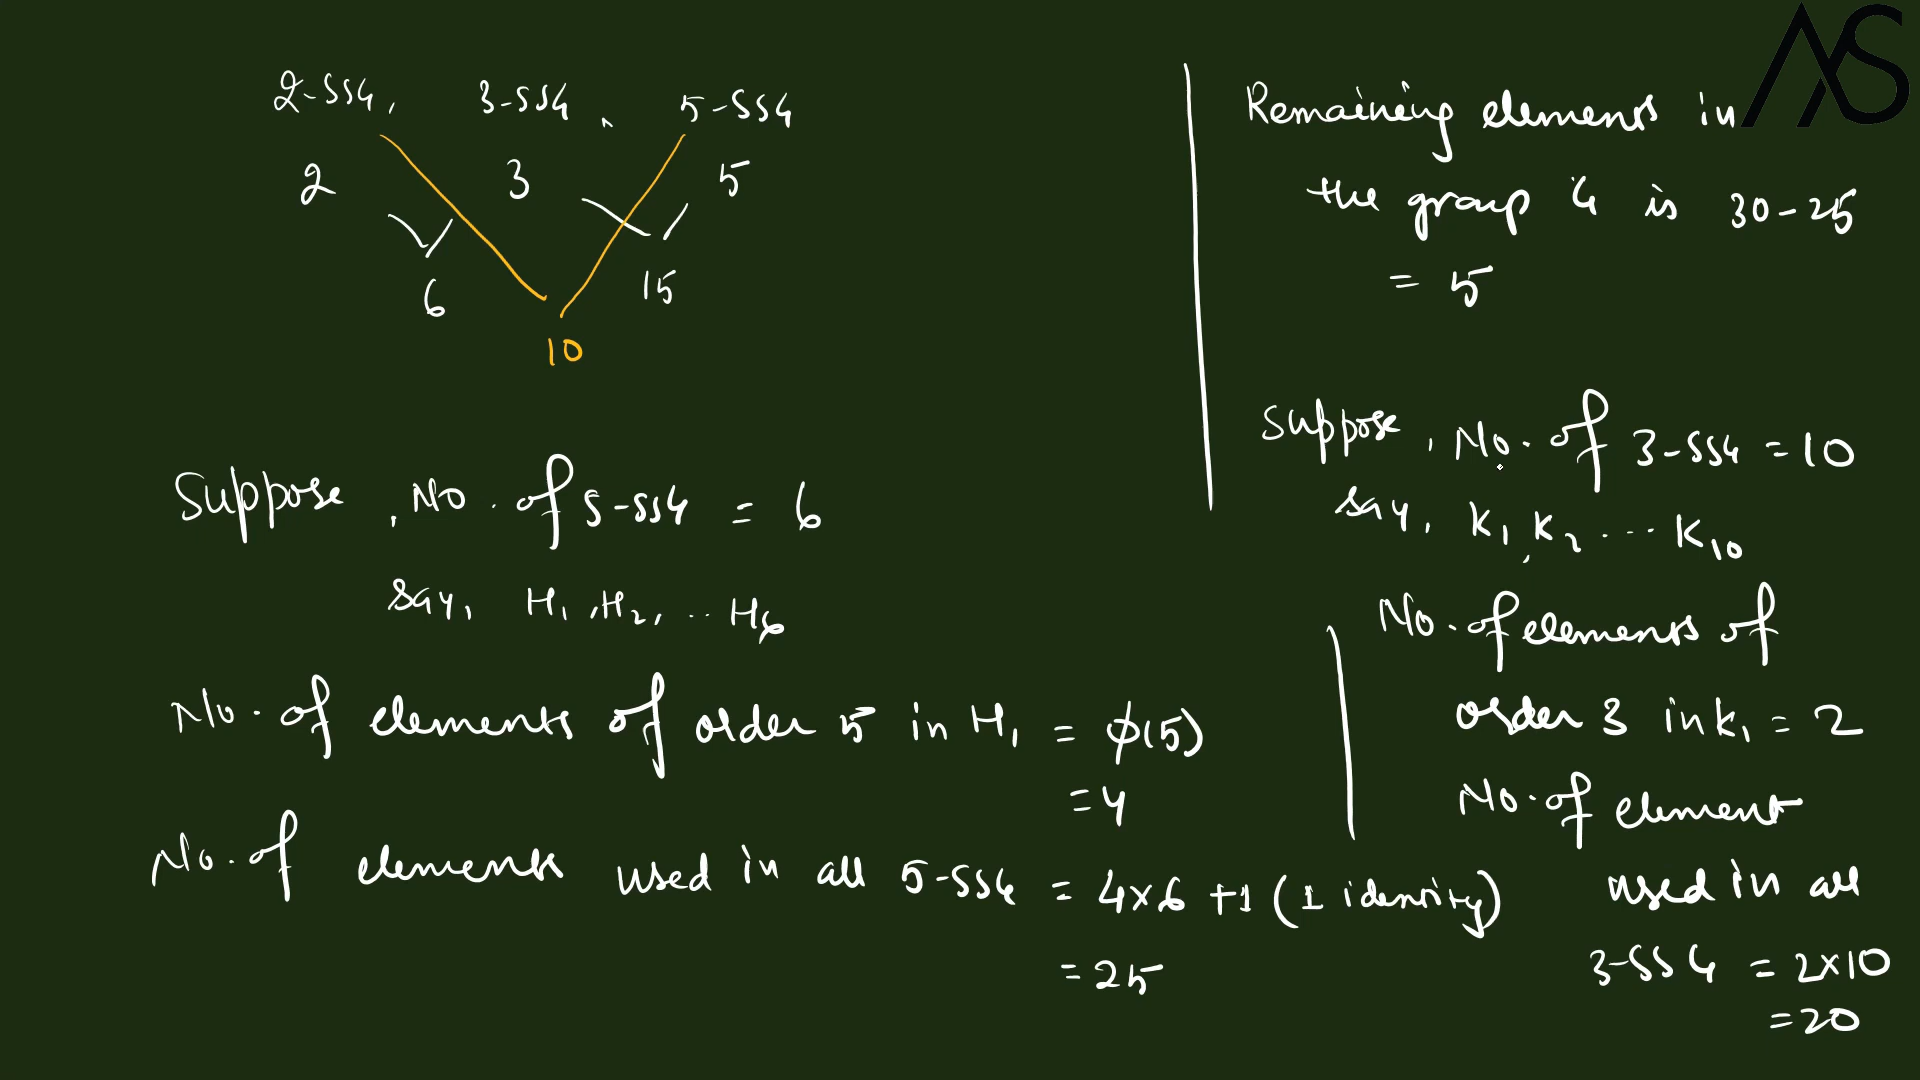 2-SSG, 3-SSG, 5-SSG
2 3 5
6 15
10
Suppose, No. of 5-SSG = 6
say, H1, H2, ... H6
No. of elements of order 5 in H1 = φ(5)
= 4
No. of elements used in all 5-SSG = 4×6 +1 (1 identity)
= 25
Remaining elements in
the group G is 30-25
= 5
Suppose, No. of 3-SSG = 10
say, K1, K2 ... K10
No. of elements of
order 3 in K1 = 2
No. of element
used in all
3-SSG = 2×10
= 20
NS